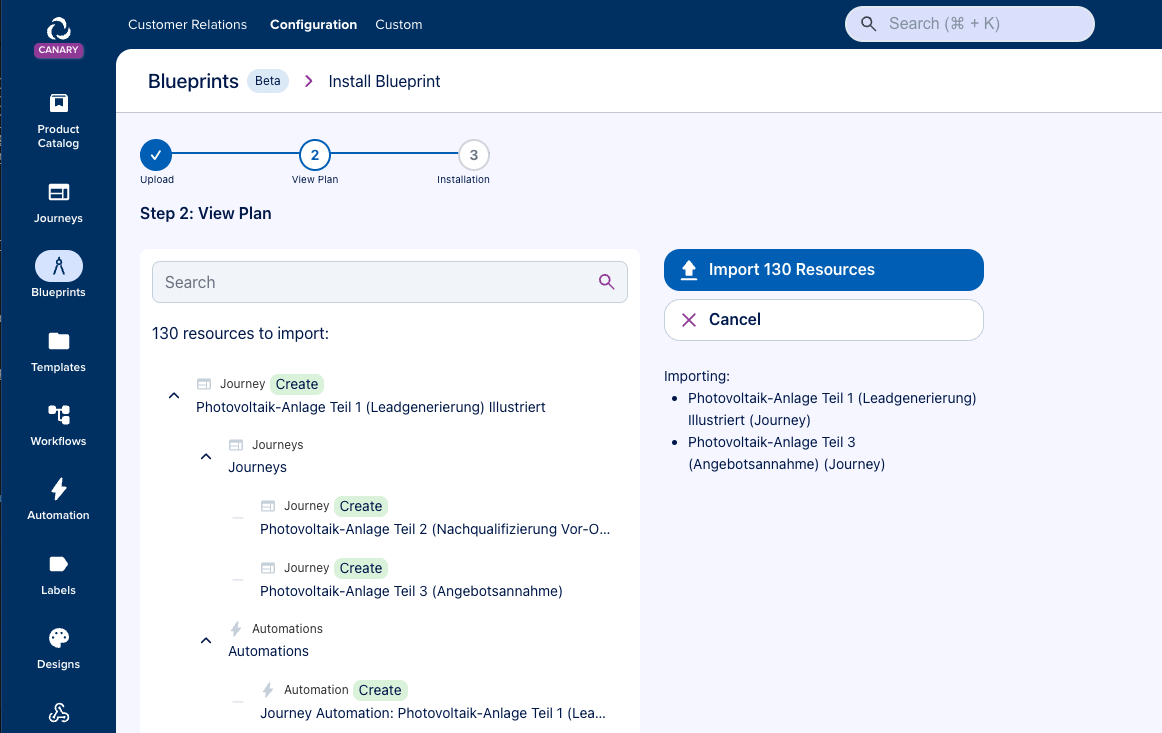 Customer Relations
Configuration
Custom
Search (⌘ + K)
CANARY
Product
Catalog
Journeys
Blueprints
Templates
Workflows
Automation
Labels
Designs
Blueprints Beta Install Blueprint
2
3
Upload
View Plan
Installation
Step 2: View Plan
Search
130 resources to import:
Journey Create
Photovoltaik-Anlage Teil 1 (Leadgenerierung) Illustriert
Journeys
Journeys
Journey Create
Photovoltaik-Anlage Teil 2 (Nachqualifizierung Vor-O...
Journey Create
Photovoltaik-Anlage Teil 3 (Angebotsannahme)
Automations
Automations
Automation Create
Journey Automation: Photovoltaik-Anlage Teil 1 (Lea...
Import 130 Resources
Cancel
Importing:
• Photovoltaik-Anlage Teil 1 (Leadgenerierung)
Illustriert (Journey)
• Photovoltaik-Anlage Teil 3
(Angebotsannahme) (Journey)